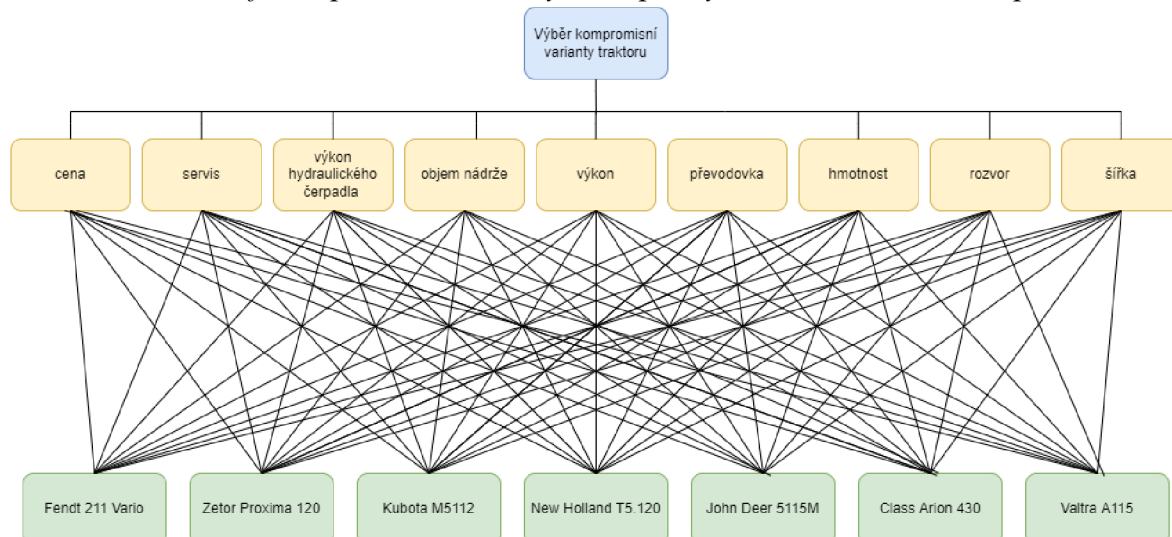 Výběr kompromisní
varianty traktoru
cena
servis
výkon
hydraulického
čerpadla
objem nádrže
výkon
převodovka
hmotnost
rozvor
šířka
Fendt 211 Vario
Zetor Proxima 120
Kubota M5112
New Holland T5.120
John Deer 5115M
Class Arion 430
Valtra A115